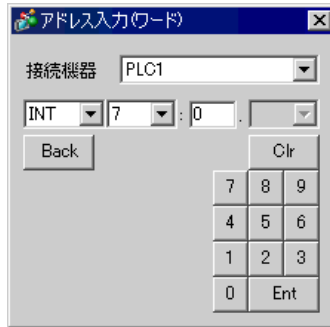 アドレス入力(ワード)
接続機器 PLC1
INT 7 : 0 .
Back Clr
7 8 9
4 5 6
1 2 3
0 Ent